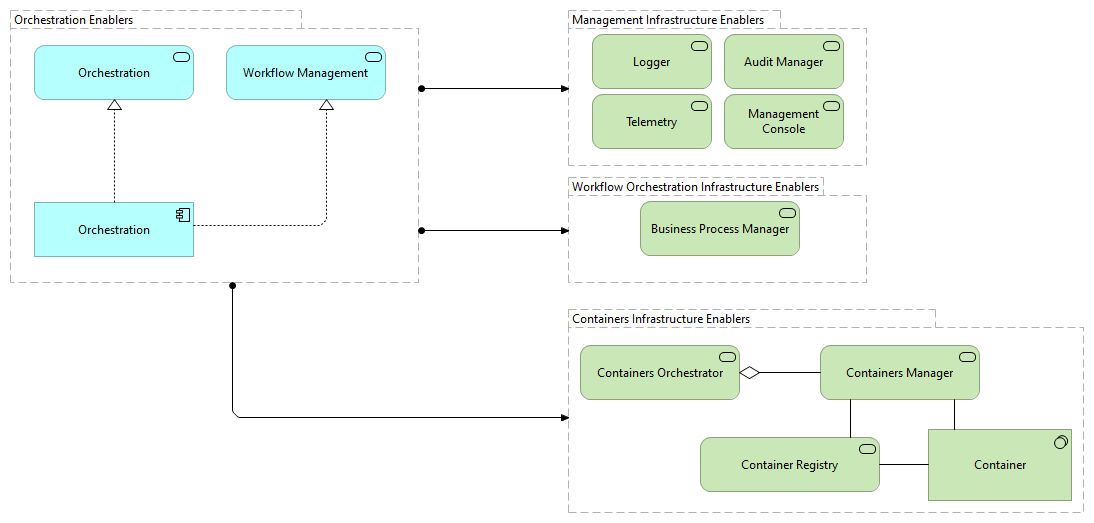 Orchestration Enablers
Orchestration
Workflow Management
Orchestration
Management Infrastructure Enablers
Logger
Audit Manager
Telemetry
Management
Console
Workflow Orchestration Infrastructure Enablers
Business Process Manager
Containers Infrastructure Enablers
Containers Orchestrator
Containers Manager
Container Registry
Container